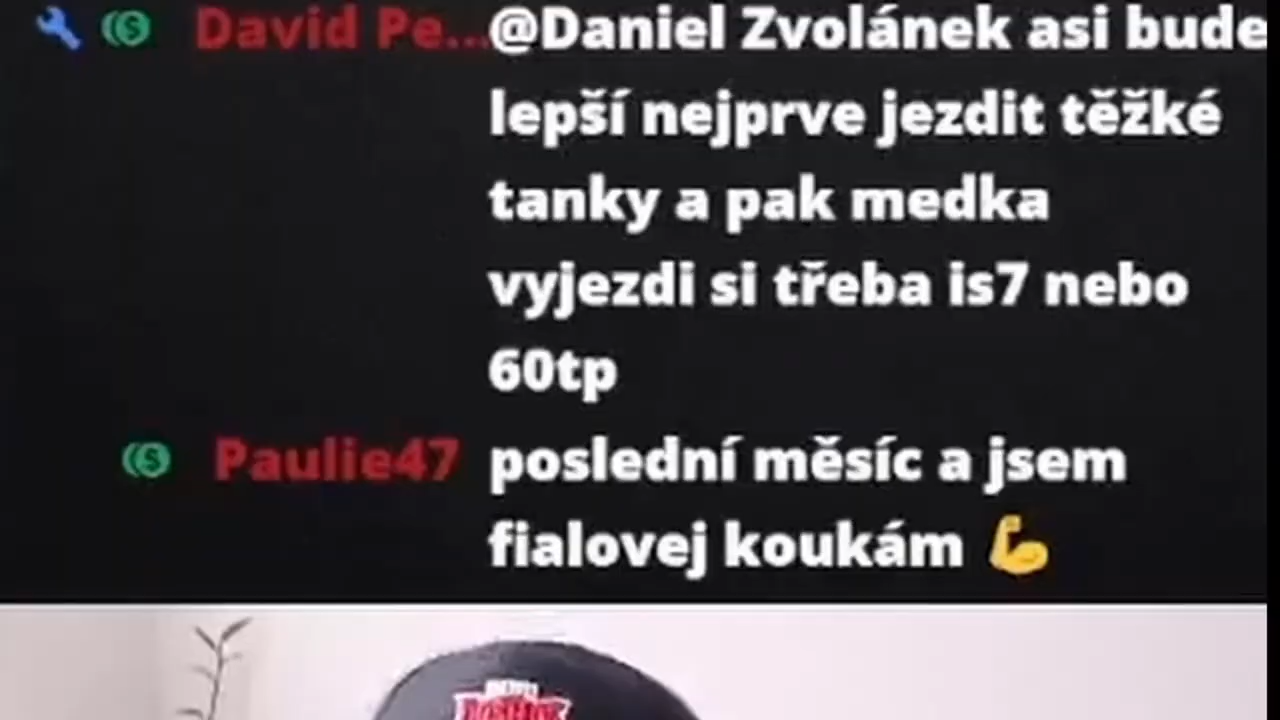 David Pe... @Daniel Zvolánek asi bude
lepší nejprve jezdit těžké
tanky a pak medka
vyjezdi si třeba is7 nebo
60tp
Paulie47 poslední měsíc a jsem
fialovej koukám 💪